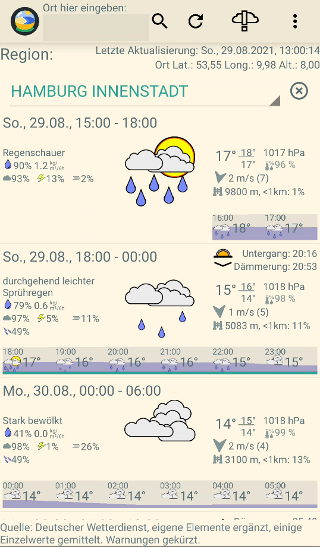 Ort hier eingeben:
Region:
Letzte Aktualisierung: So., 29.08.2021, 13:00:14
Ort Lat.: 53,55 Long.: 9,98 Alt.: 8,00
HAMBURG INNENSTADT
So., 29.08., 15:00 - 18:00
Regenschauer
90% 1.2
93% 13% =2%
17° 18° 1017 hPa
17° 96 %
2 m/s (7)
9800 m, <1km: 1%
16:00 17:00
18° 17°
So., 29.08., 18:00 - 00:00
Untergang: 20:16
Dämmerung: 20:53
durchgehend leichter
Sprühregen
79% 0.6
97% 5% =11%
49%
15° 16° 1018 hPa
15° 98 %
1 m/s (5)
5083 m, <1km: 11%
18:00 19:00 20:00 21:00 22:00 23:00
17° 16° 16° 16° 15° 15°
Mo., 30.08., 00:00 - 06:00
Stark bewölkt
41% 0.0
98% 1% =26%
49%
14° 15° 1018 hPa
14° 99 %
2 m/s (4)
3100 m, <1km: 13%
00:00 01:00 02:00 03:00 04:00 05:00
14° 14° 14° 14° 14° 14°
Quelle: Deutscher Wetterdienst, eigene Elemente ergänzt, einige
Einzelwerte gemittelt. Warnungen gekürzt.